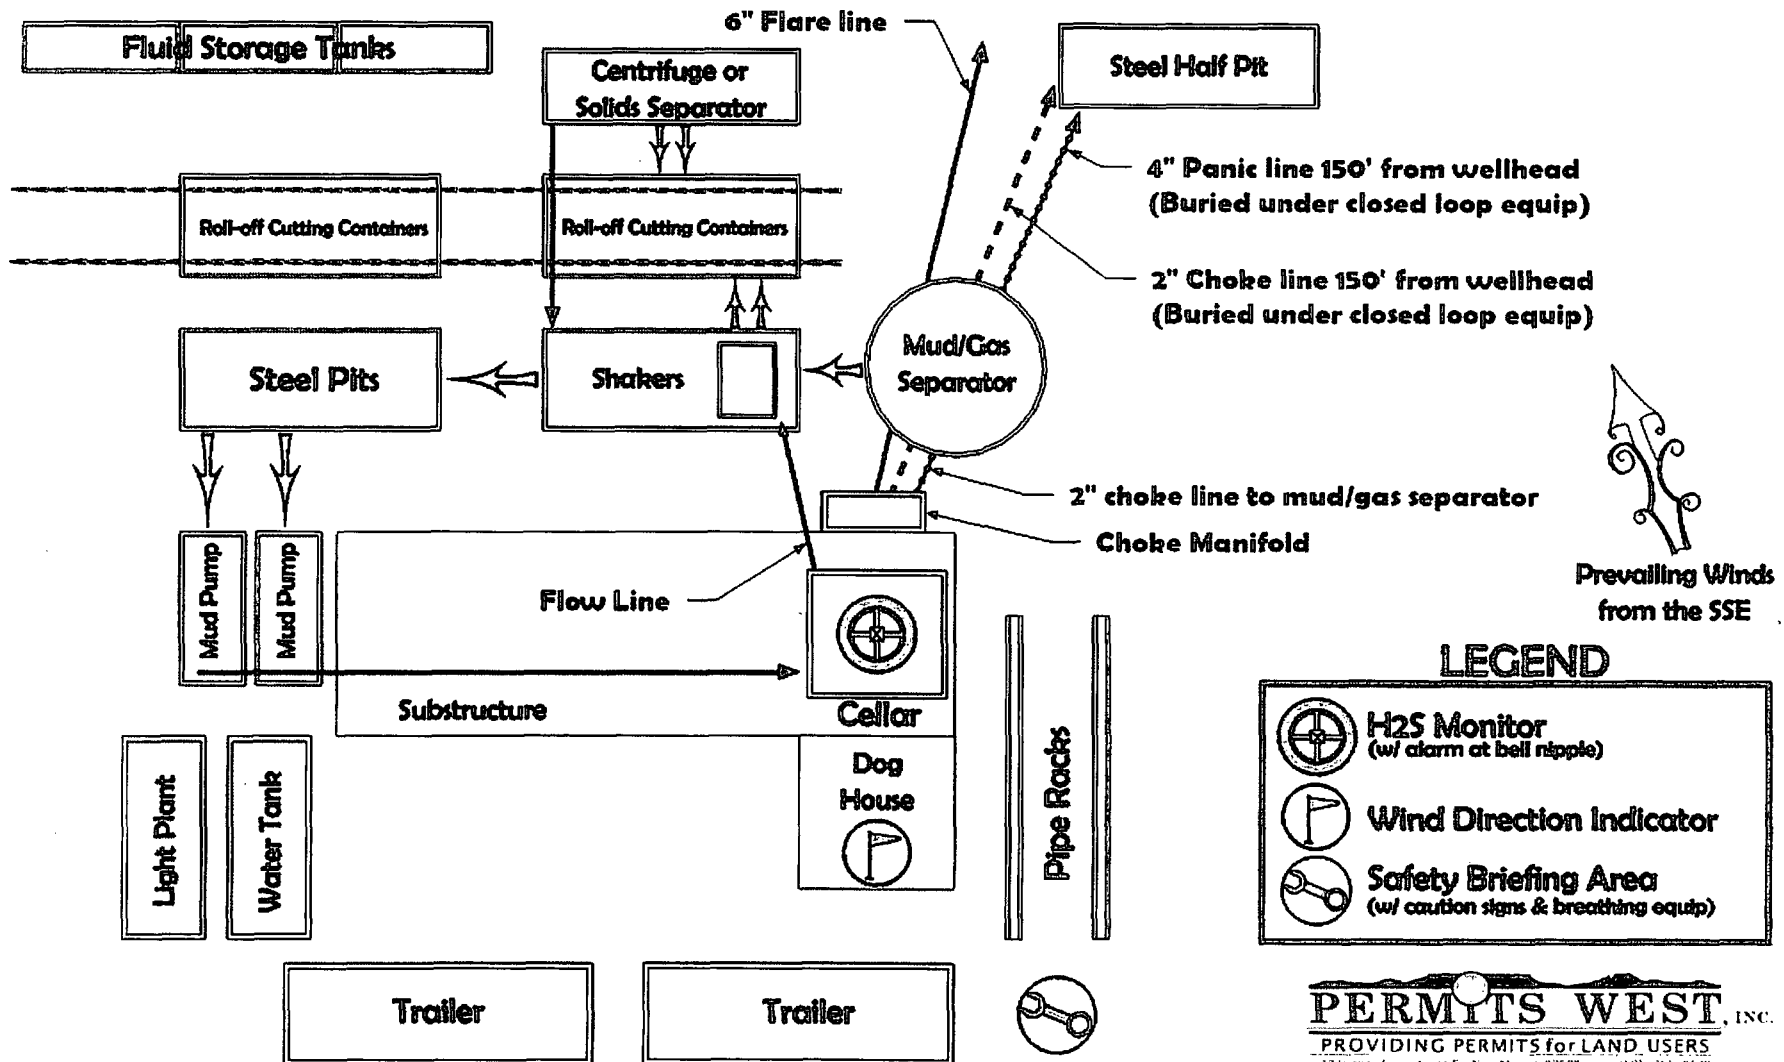 6" Flare line
Fluid Storage Tanks
Centrifuge or
Solids Separator
Steel Half Pit
4" Panic line 150' from wellhead
(Buried under closed loop equip)
Roll-off Cutting Containers
Roll-off Cutting Containers
2" Choke line 150' from wellhead
(Buried under closed loop equip)
Mud/Gas
Separator
Steel Pits
Shakers
2" choke line to mud/gas separator
Choke Manifold
Mud Pump
Mud Pump
Flow Line
Prevailing Winds
from the SSE
Substructure
Cellar
Dog
House
Pipe Racks
Light Plant
Water Tank
LEGEND
H2S Monitor
(w/ alarm at bell nipple)
Wind Direction Indicator
Safety Briefing Area
(w/ caution signs & breathing equip)
Trailer
Trailer
PERMITS WEST, INC.
PROVIDING PERMITS for LAND USERS